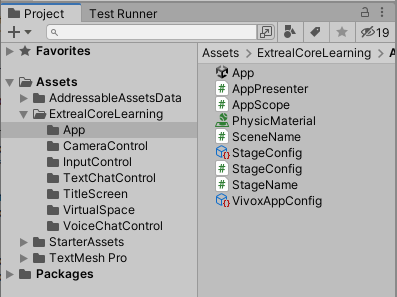 Project Test Runner
19
Favorites
Assets
AddressableAssetsData
ExtrealCoreLearning
App
CameraControl
InputControl
TextChatControl
TitleScreen
VirtualSpace
VoiceChatControl
StarterAssets
TextMesh Pro
Packages
Assets > ExtrealCoreLearning >
App
AppPresenter
AppScope
PhysicMaterial
SceneName
StageConfig
StageConfig
StageName
VivoxAppConfig